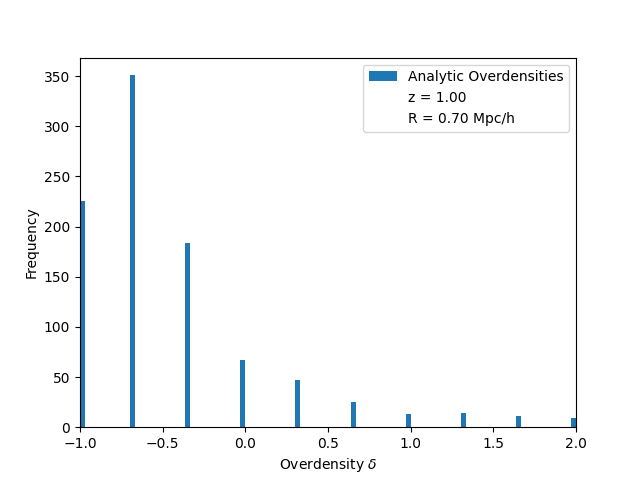 350
300
250
200
150
100
50
0
Frequency
Analytic Overdensities
z = 1.00
R = 0.70 Mpc/h
−1.0 −0.5 0.0 0.5 1.0 1.5 2.0
Overdensity δ